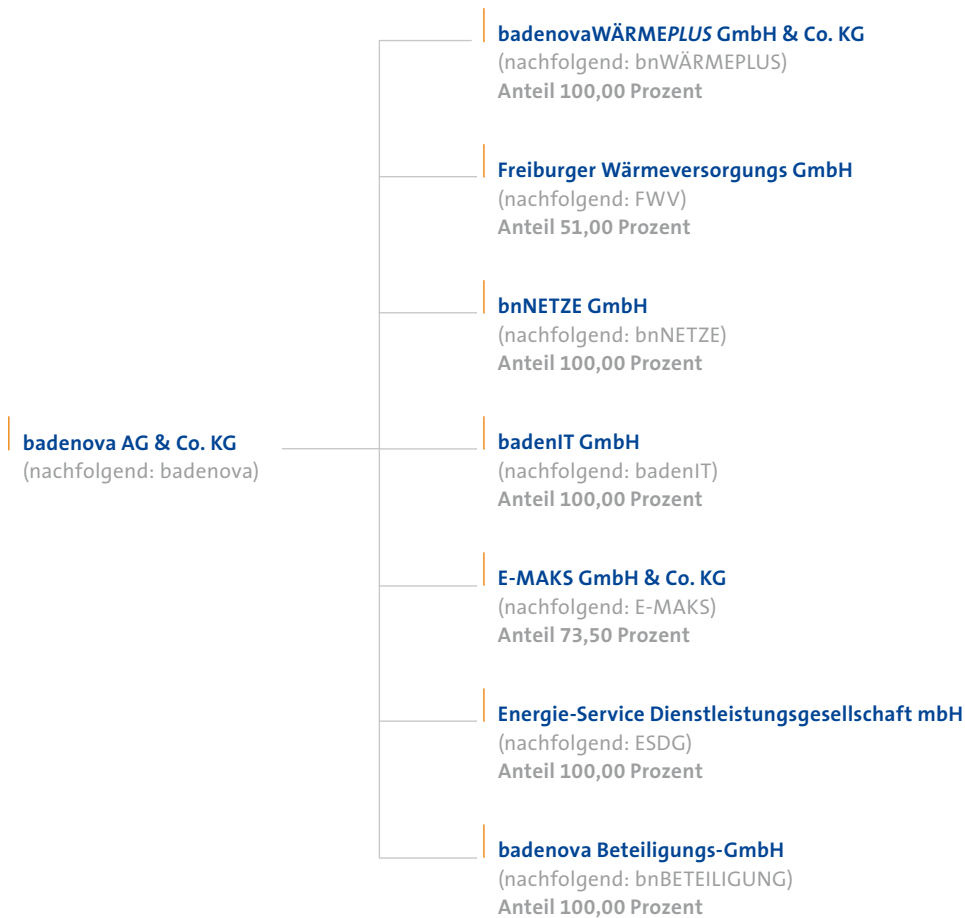 badenovaWÄRMEPLUS GmbH & Co. KG
(nachfolgend: bnWÄRMEPLUS)
Anteil 100,00 Prozent
Freiburger Wärmeversorgungs GmbH
(nachfolgend: FWV)
Anteil 51,00 Prozent
bnNETZE GmbH
(nachfolgend: bnNETZE)
Anteil 100,00 Prozent
badenova AG & Co. KG
(nachfolgend: badenova)
badenIT GmbH
(nachfolgend: badenIT)
Anteil 100,00 Prozent
E-MAKS GmbH & Co. KG
(nachfolgend: E-MAKS)
Anteil 73,50 Prozent
Energie-Service Dienstleistungsgesellschaft mbH
(nachfolgend: ESDG)
Anteil 100,00 Prozent
badenova Beteiligungs-GmbH
(nachfolgend: bnBETEILIGUNG)
Anteil 100,00 Prozent